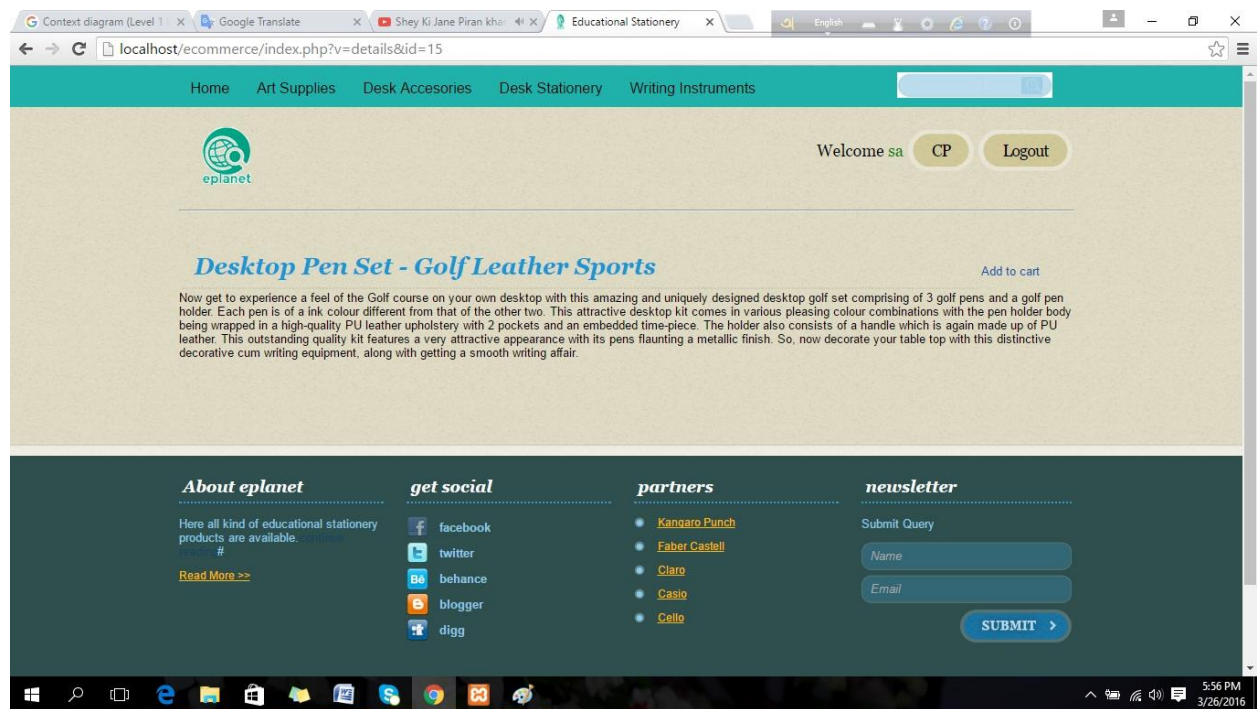 Context diagram (Level 1
Google Translate
Shey Ki Jane Piran khan
Educational Stationery
English
localhost/ecommerce/index.php?v=details&id=15
Home Art Supplies Desk Accesories Desk Stationery Writing Instruments
eplanet
Welcome sa CP Logout
Desktop Pen Set - Golf Leather Sports
Add to cart
Now get to experience a feel of the Golf course on your own desktop with this amazing and uniquely designed desktop golf set comprising of 3 golf pens and a golf pen
holder. Each pen is of a ink colour different from that of the other two. This attractive desktop kit comes in various pleasing colour combinations with the pen holder body
being wrapped in a high-quality PU leather upholstery with 2 pockets and an embedded time-piece. The holder also consists of a handle which is again made up of PU
leather. This outstanding quality kit features a very attractive appearance with its pens flaunting a metallic finish. So, now decorate your table top with this distinctive
decorative cum writing equipment, along with getting a smooth writing affair.
About eplanet
Here all kind of educational stationery
products are available. continue
reading #
Read More >>
get social
facebook
twitter
behance
blogger
digg
partners
Kangaro Punch
Faber Castell
Claro
Casio
Cello
newsletter
Submit Query
Name
Email
SUBMIT >
5:56 PM
3/26/2016